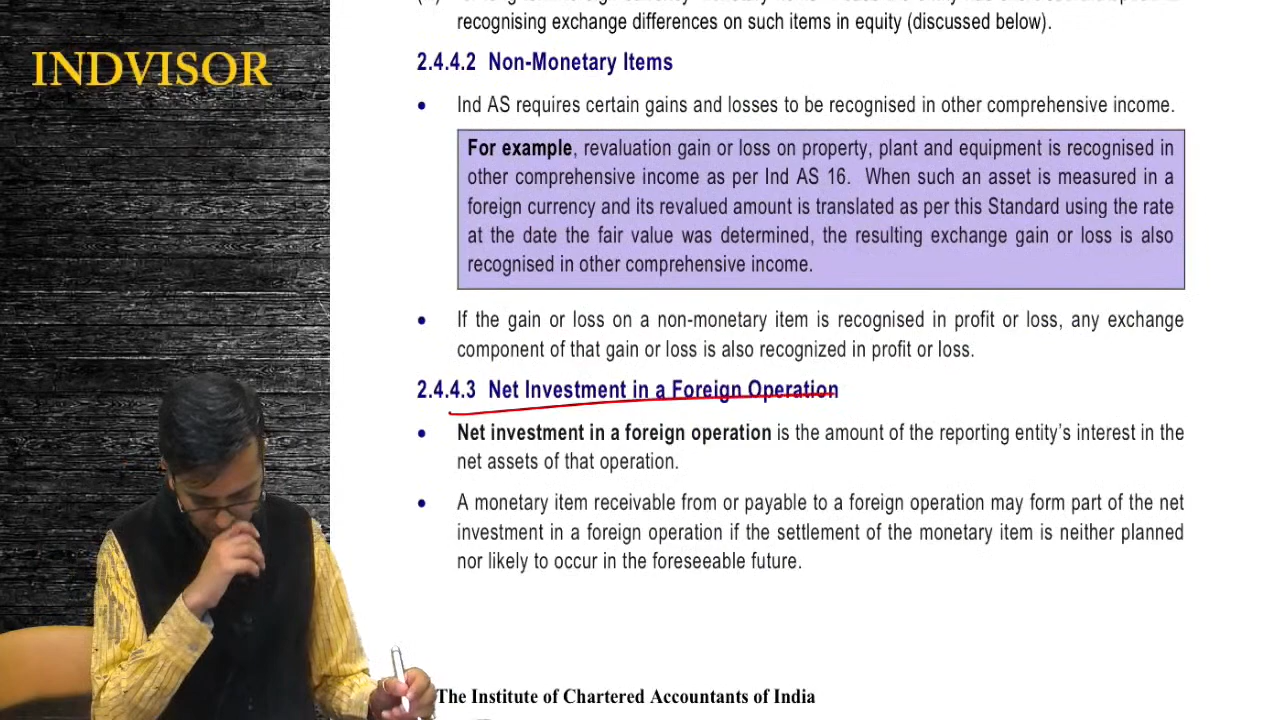 INDVISOR
recognising exchange differences on such items in equity (discussed below).
2.4.4.2 Non-Monetary Items
• Ind AS requires certain gains and losses to be recognised in other comprehensive income.
For example, revaluation gain or loss on property, plant and equipment is recognised in
other comprehensive income as per Ind AS 16. When such an asset is measured in a
foreign currency and its revalued amount is translated as per this Standard using the rate
at the date the fair value was determined, the resulting exchange gain or loss is also
recognised in other comprehensive income.
• If the gain or loss on a non-monetary item is recognised in profit or loss, any exchange
component of that gain or loss is also recognized in profit or loss.
2.4.4.3 Net Investment in a Foreign Operation
• Net investment in a foreign operation is the amount of the reporting entity's interest in the
net assets of that operation.
• A monetary item receivable from or payable to a foreign operation may form part of the net
investment in a foreign operation if the settlement of the monetary item is neither planned
nor likely to occur in the foreseeable future.
The Institute of Chartered Accountants of India